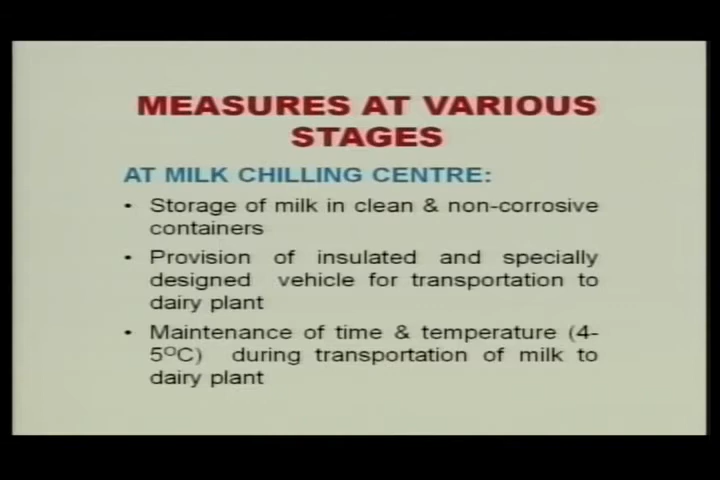 MEASURES AT VARIOUS
STAGES
AT MILK CHILLING CENTRE:
• Storage of milk in clean & non-corrosive
containers
• Provision of insulated and specially
designed vehicle for transportation to
dairy plant
• Maintenance of time & temperature (4-
5ºC) during transportation of milk to
dairy plant